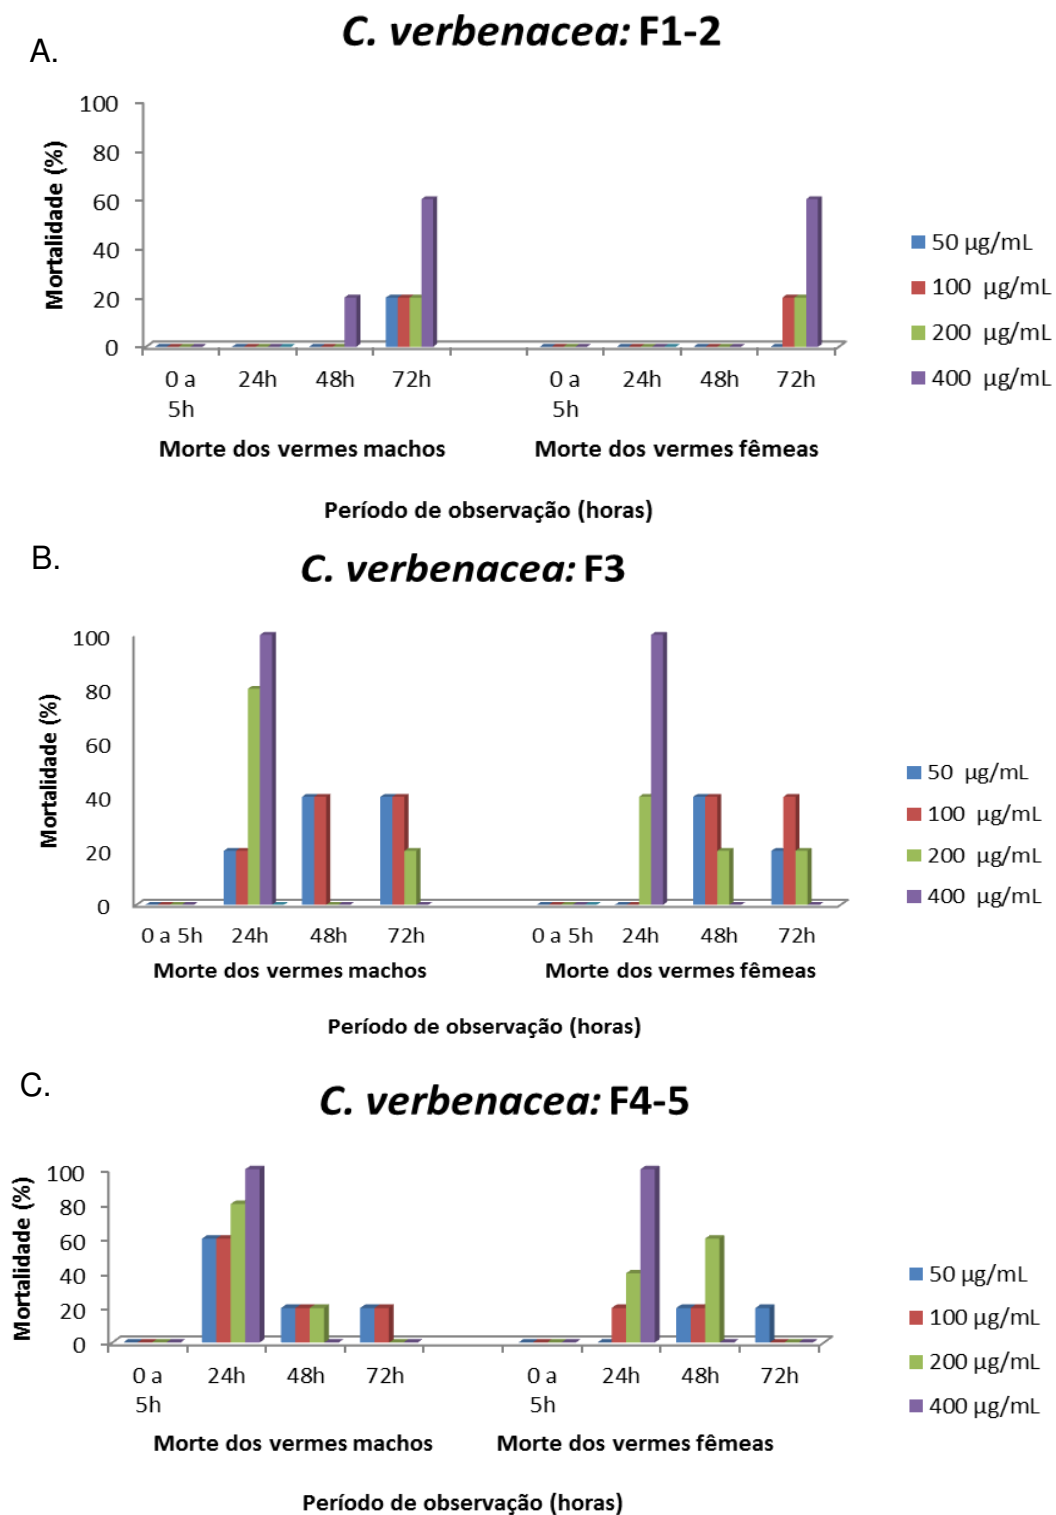 A.
C. verbenacea: F1-2
Mortalidade (%)
100
80
60
40
20
0
0 a 5h
24h
48h
72h
0 a 5h
24h
48h
72h
Morte dos vermes machos
Morte dos vermes fêmeas
Período de observação (horas)
50 µg/mL
100 µg/mL
200 µg/mL
400 µg/mL
B.
C. verbenacea: F3
Mortalidade (%)
100
80
60
40
20
0
0 a 5h
24h
48h
72h
0 a 5h
24h
48h
72h
Morte dos vermes machos
Morte dos vermes fêmeas
Período de observação (horas)
50 µg/mL
100 µg/mL
200 µg/mL
400 µg/mL
C.
C. verbenacea: F4-5
Mortalidade (%)
100
80
60
40
20
0
0 a 5h
24h
48h
72h
0 a 5h
24h
48h
72h
Morte dos vermes machos
Morte dos vermes fêmeas
Período de observação (horas)
50 µg/mL
100 µg/mL
200 µg/mL
400 µg/mL